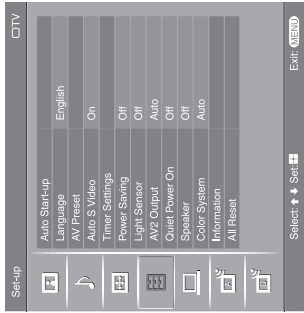 Set-up
TV
Auto Start-up
Language English
AV Preset
Auto S Video On
Timer Settings
Power Saving Off
Light Sensor Off
AV2 Output Auto
Quiet Power On Off
Speaker Off
Color System Auto
Information
All Reset
Select: Set: Exit: MENU